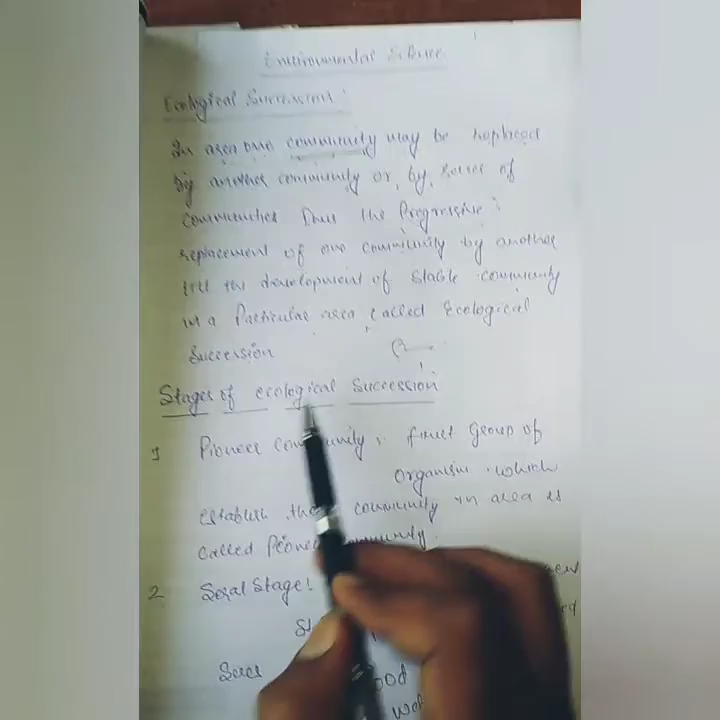 Environmental Science
Ecological Succession:
In area one community may be replaced
by another community or, by, series of
communities Thus the Progressive
replacement of one community by another
till the development of Stable community
in a Particular area called Ecological
Succession
Stages of ecological Succession
1 Pioneer community: first Group of
Organism which
establish the community in area is
called
2 Seral Stage: